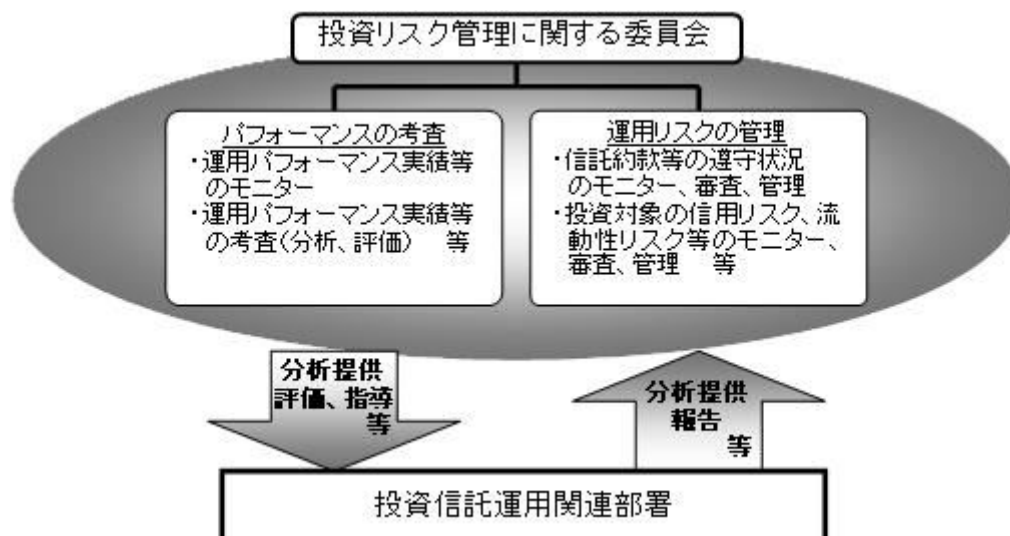 投資リスク管理に関する委員会
パフォーマンスの考査
・運用パフォーマンス実績等
のモニター
・運用パフォーマンス実績等
の考査(分析、評価) 等
運用リスクの管理
・信託約款等の遵守状況
のモニター、審査、管理
・投資対象の信用リスク、流
動性リスク等のモニター、
審査、管理 等
分析提供
評価、指導
等
分析提供
報告
等
投資信託運用関連部署